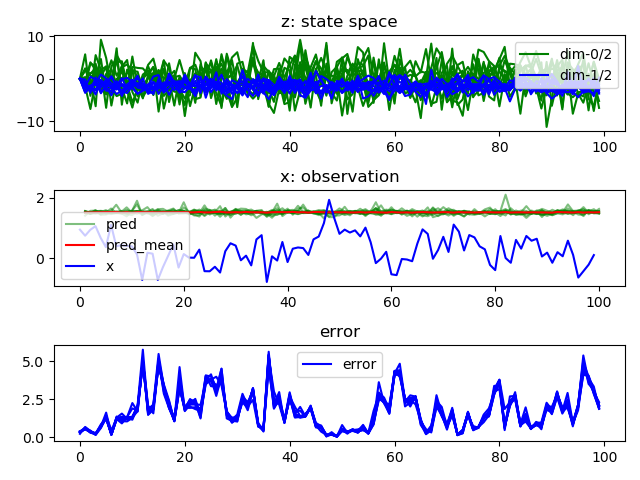 z: state space
10
0
−10
dim-0/2
dim-1/2
0 20 40 60 80 100
x: observation
2
0
pred
pred_mean
x
0 20 40 60 80 100
error
5.0
2.5
0.0
error
0 20 40 60 80 100